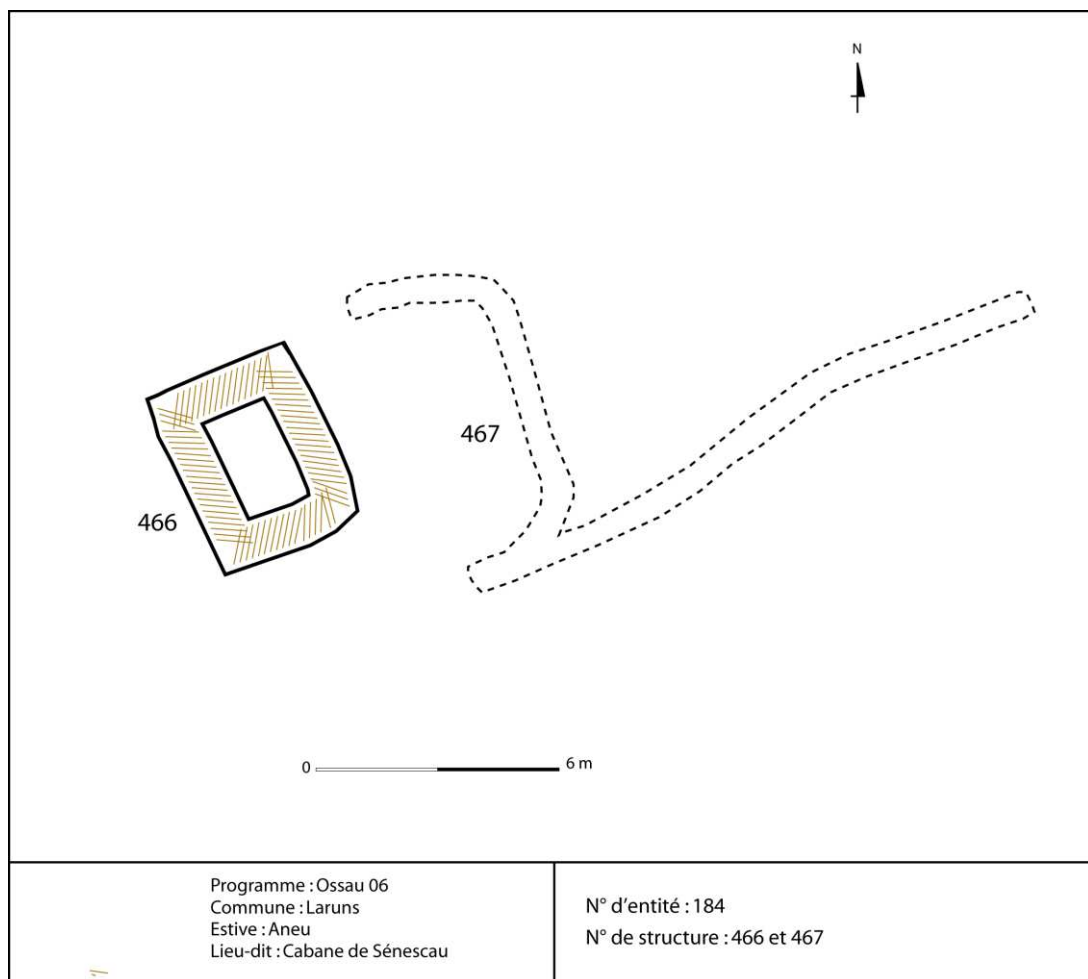 N
467
466
0 6 m
Programme : Ossau 06
Commune : Laruns
Estive : Aneu
Lieu-dit : Cabane de Sénescau
N° d'entité : 184
N° de structure : 466 et 467